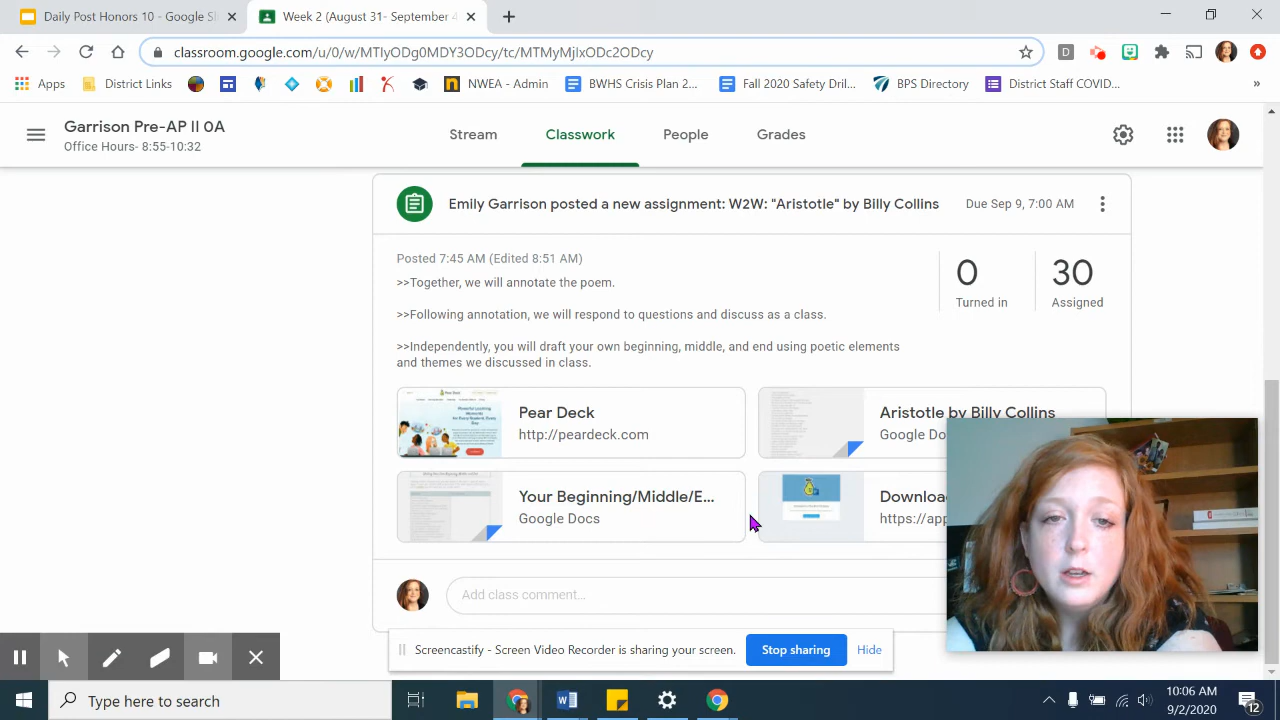 Daily Post Honors 10 - Google Sl
Week 2 (August 31- September 4
classroom.google.com/u/0/w/MTIyODg0MDY3ODcy/tc/MTMyMjIxODc2ODcy
Apps
District Links
NWEA - Admin
BWHS Crisis Plan 2...
Fall 2020 Safety Dril...
BPS Directory
District Staff COVID...
»
Garrison Pre-AP II 0A
Office Hours- 8:55-10:32
Stream
Classwork
People
Grades
Emily Garrison posted a new assignment: W2W: "Aristotle" by Billy Collins
Due Sep 9, 7:00 AM
Posted 7:45 AM (Edited 8:51 AM)
>>Together, we will annotate the poem.
>>Following annotation, we will respond to questions and discuss as a class.
>>Independently, you will draft your own beginning, middle, and end using poetic elements
and themes we discussed in class.
0
Turned in
30
Assigned
Pear Deck
http://peardeck.com
Aristotle by Billy Collins
Google Do
Your Beginning/Middle/E...
Google Docs
Downloa
https://app
Add class comment...
Screencastify - Screen Video Recorder is sharing your screen.
Stop sharing
Hide
Type here to search
10:06 AM
9/2/2020
12